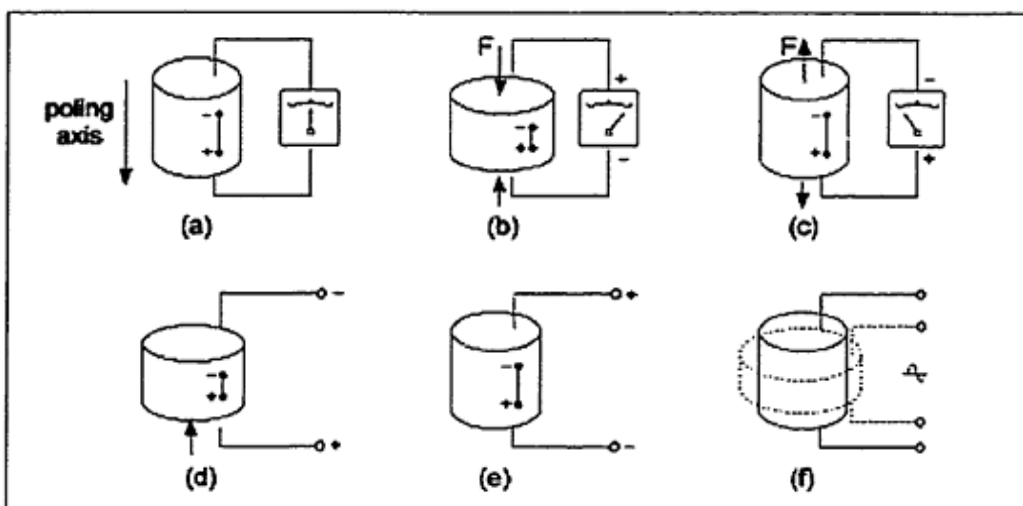 poling
axis
F
+
-
F
-
+
- +
- +
- +
(a)
(b)
(c)
-
+
+
-
- +
- +
(d)
(e)
(f)